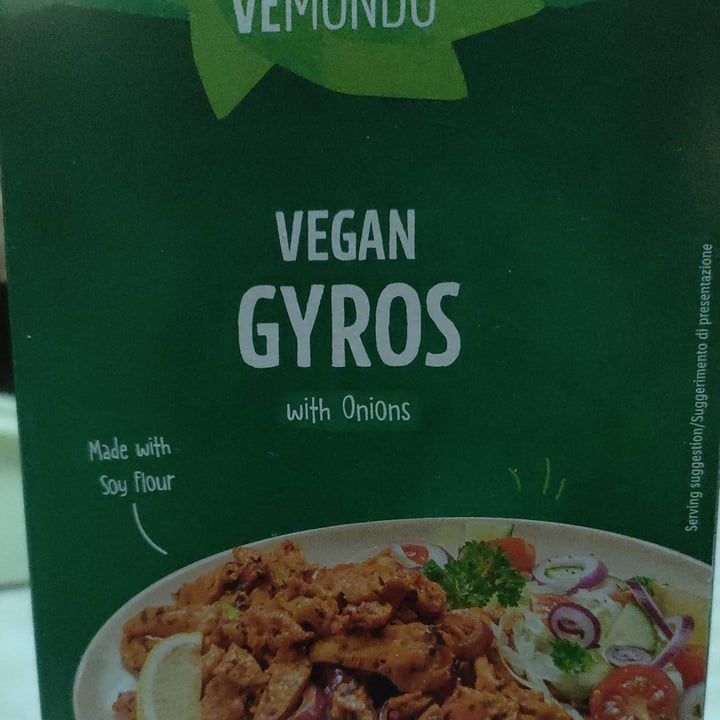 VEMONDO
VEGAN
GYROS
with Onions
Made with
Soy Flour
Serving suggestion/Suggerimento di presentazione